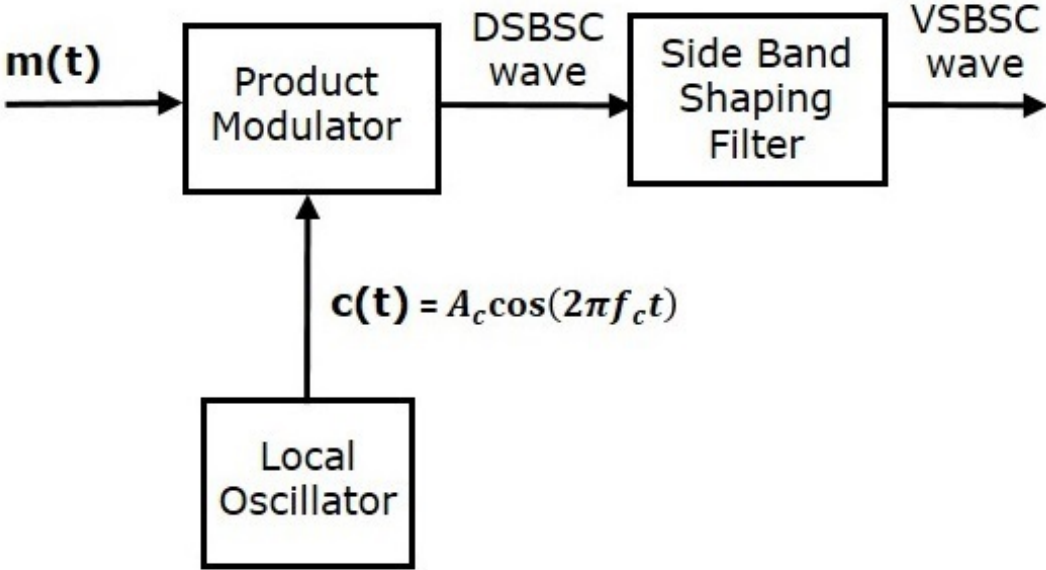 m(t)
Product
Modulator
DSBSC
wave
Side Band
Shaping
Filter
VSBSC
wave
c(t) = A_c cos(2πf_c t)
Local
Oscillator